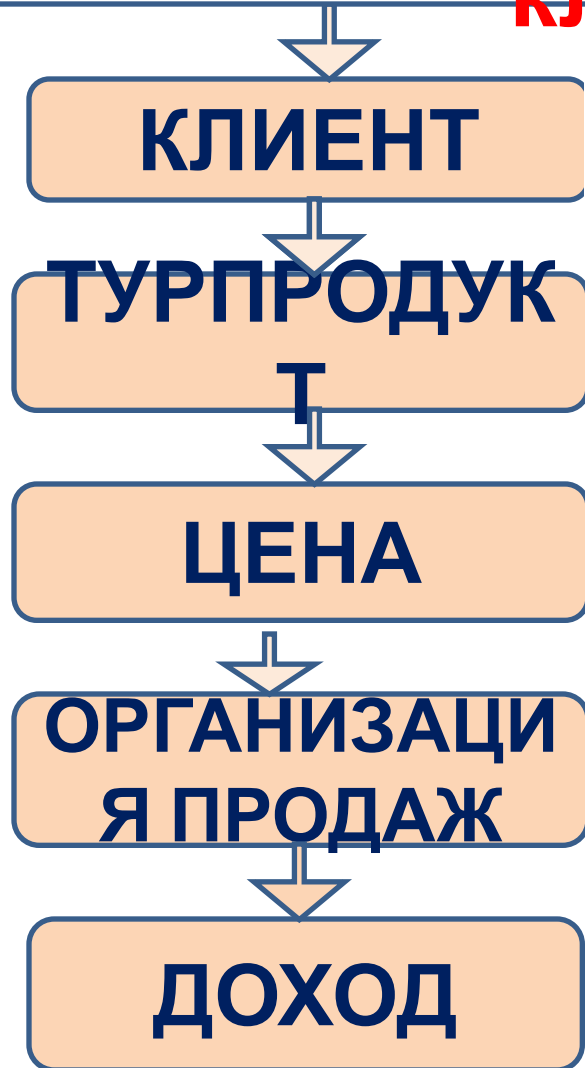 КЛИЕНТ
ТУРПРОДУК
Т
ЦЕНА
ОРГАНИЗАЦИ
Я ПРОДАЖ
ДОХОД